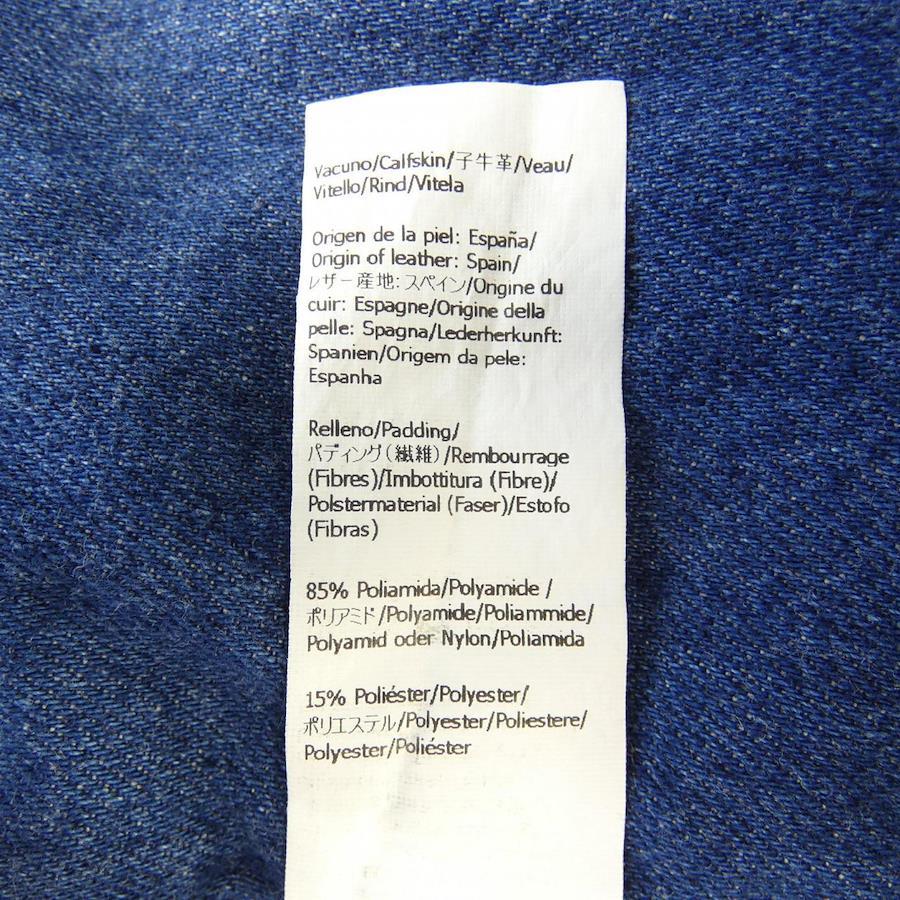 Vacuno/Calfskin/子牛革/Veau/
Vitello/Rind/Vitela
Origen de la piel: España/
Origin of leather: Spain/
レザー産地:スペイン/Origine du
cuir: Espagne/Origine della
pelle: Spagna/Lederherkunft:
Spanien/Origem da pele:
Espanha
Relleno/Padding/
パディング(繊維)/Rembourrage
(Fibres)/Imbottitura (Fibre)/
Polstermaterial (Faser)/Estofo
(Fibras)
85% Poliamida/Polyamide /
ポリアミド/Polyamide/Poliammide/
Polyamid oder Nylon/Poliamida
15% Poliéster/Polyester/
ポリエステル/Polyester/Poliestere/
Polyester/Poliéster